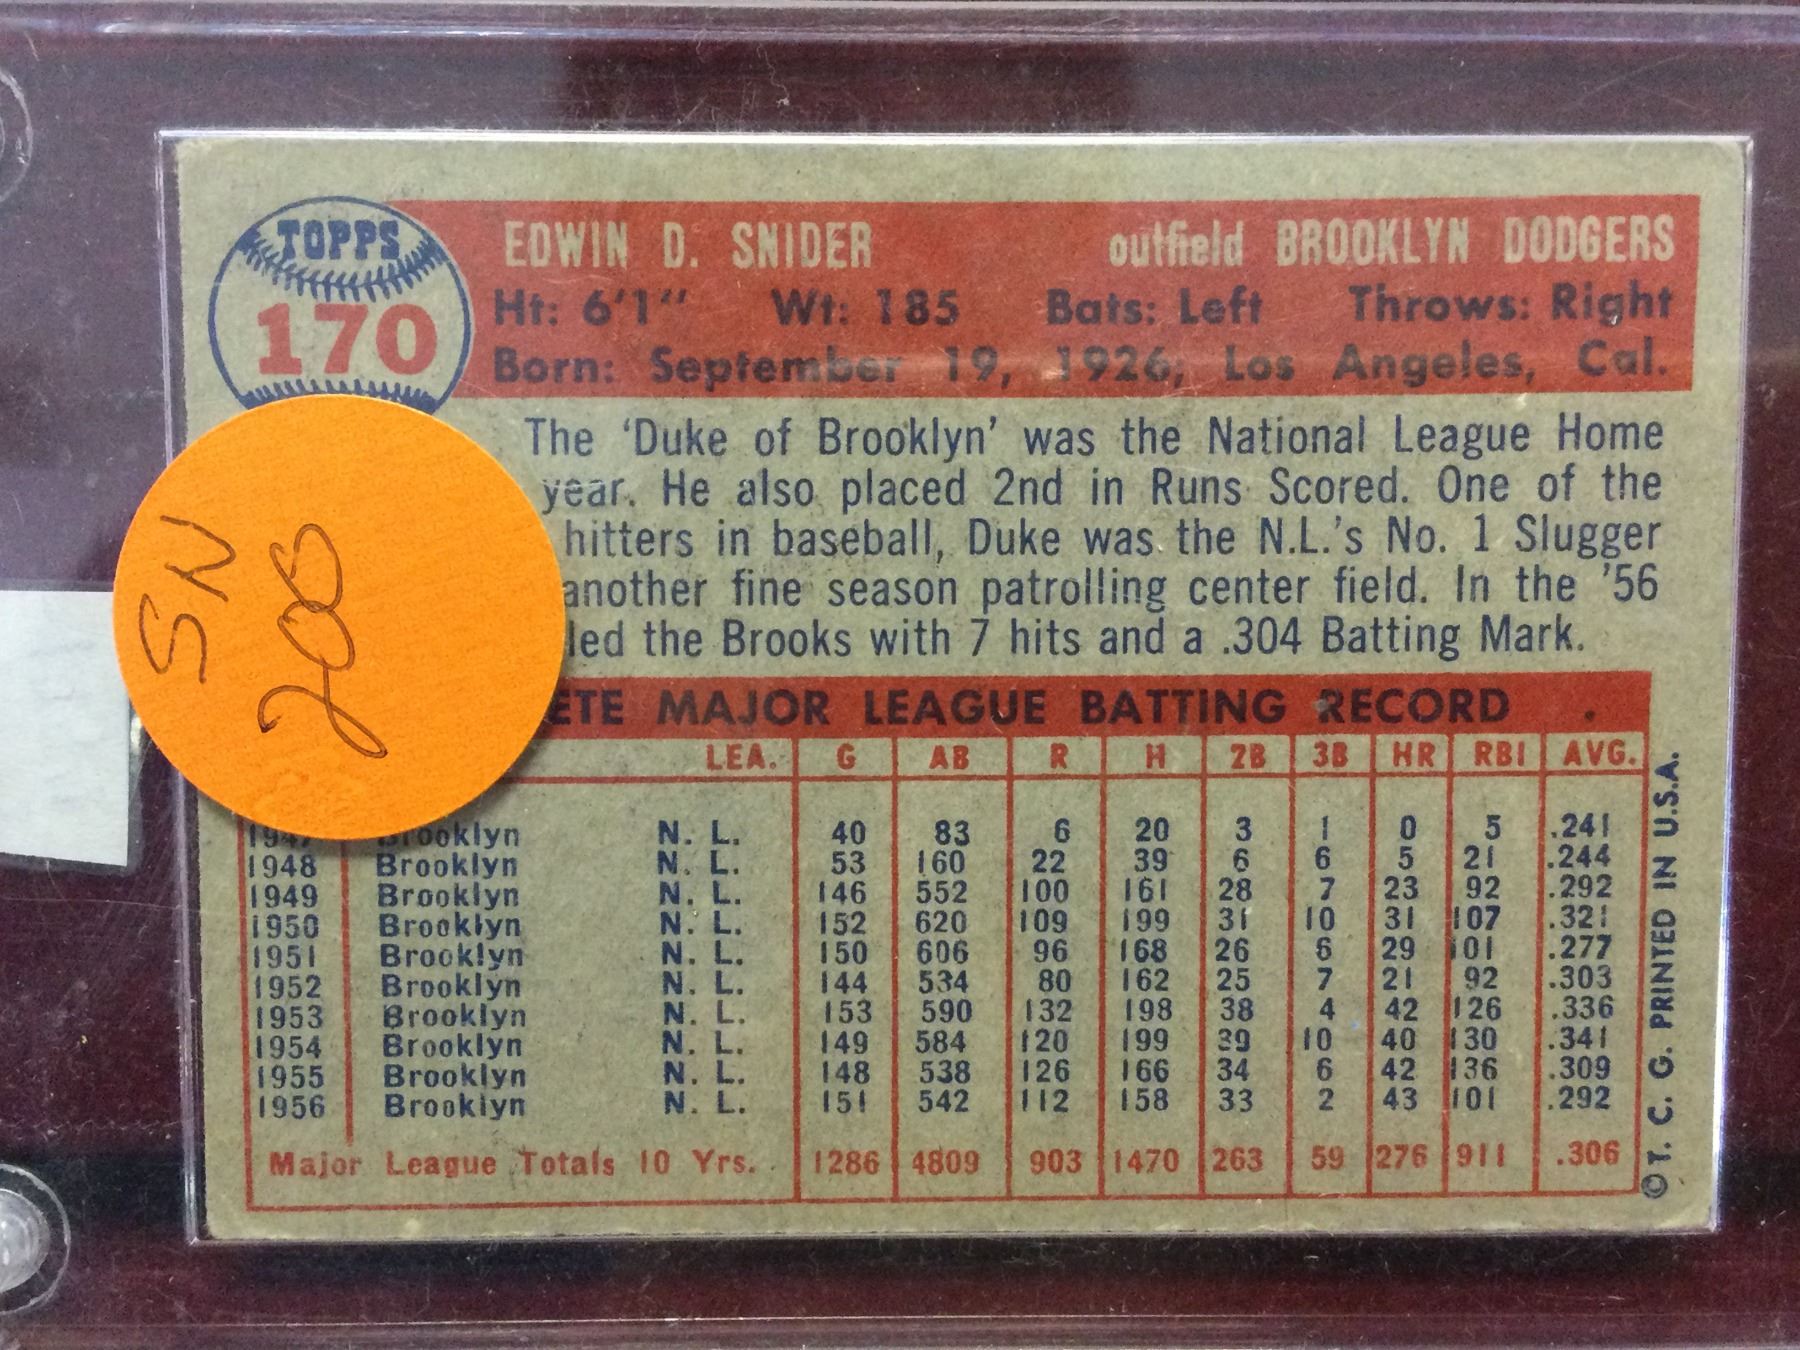 TOPPS
170
EDWIN D. SNIDER outfield BROOKLYN DODGERS
Ht: 6'1" Wt: 185 Bats: Left Throws: Right
Born: September 19, 1926; Los Angeles, Cal.
The 'Duke of Brooklyn' was the National League Home
year. He also placed 2nd in Runs Scored. One of the
hitters in baseball, Duke was the N.L.'s No. 1 Slugger
another fine season patrolling center field. In the '56
led the Brooks with 7 hits and a .304 Batting Mark.
SN
200
ETE MAJOR LEAGUE BATTING RECORD
LEA. G AB R H 2B 3B HR RBI AVG.
1947 Brooklyn N. L. 40 83 6 20 3 1 0 5 .241
1948 Brooklyn N. L. 53 160 22 39 6 6 5 21 .244
1949 Brooklyn N. L. 146 552 100 161 28 7 23 92 .292
1950 Brooklyn N. L. 152 620 109 199 31 10 31 107 .321
1951 Brooklyn N. L. 150 606 96 168 26 6 29 101 .277
1952 Brooklyn N. L. 144 534 80 162 25 7 21 92 .303
1953 Brooklyn N. L. 153 590 132 198 38 4 42 126 .336
1954 Brooklyn N. L. 149 584 120 199 39 10 40 130 .341
1955 Brooklyn N. L. 148 538 126 166 34 6 42 136 .309
1956 Brooklyn N. L. 151 542 112 158 33 2 43 101 .292
Major League Totals 10 Yrs. 1286 4809 903 1470 263 59 276 911 .306
© T. C. G. PRINTED IN U.S.A.